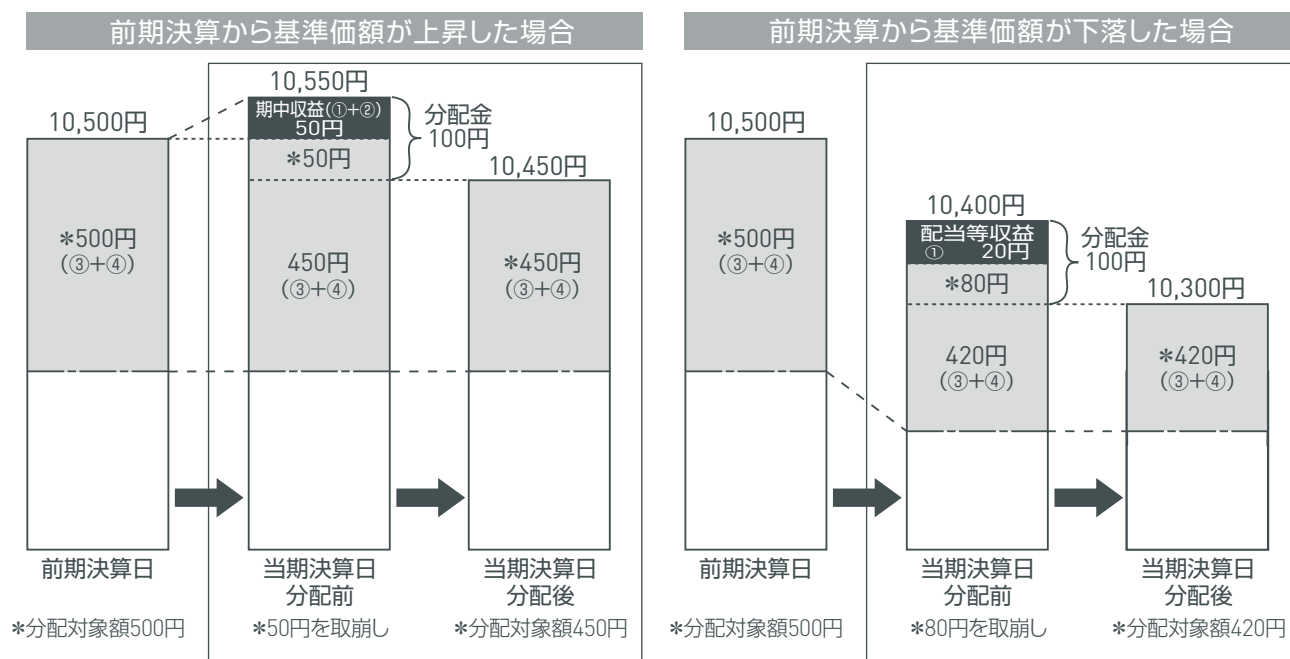 前期決算から基準価額が上昇した場合
10,500円
*500円
(③+④)
前期決算日
*分配対象額500円
10,550円
期中収益(①+②)
50円
*50円
450円
(③+④)
分配金
100円
当期決算日
分配前
*50円を取崩し
10,450円
*450円
(③+④)
当期決算日
分配後
*分配対象額450円
前期決算から基準価額が下落した場合
10,500円
*500円
(③+④)
前期決算日
*分配対象額500円
10,400円
配当等収益
① 20円
*80円
420円
(③+④)
分配金
100円
当期決算日
分配前
*80円を取崩し
10,300円
*420円
(③+④)
当期決算日
分配後
*分配対象額420円